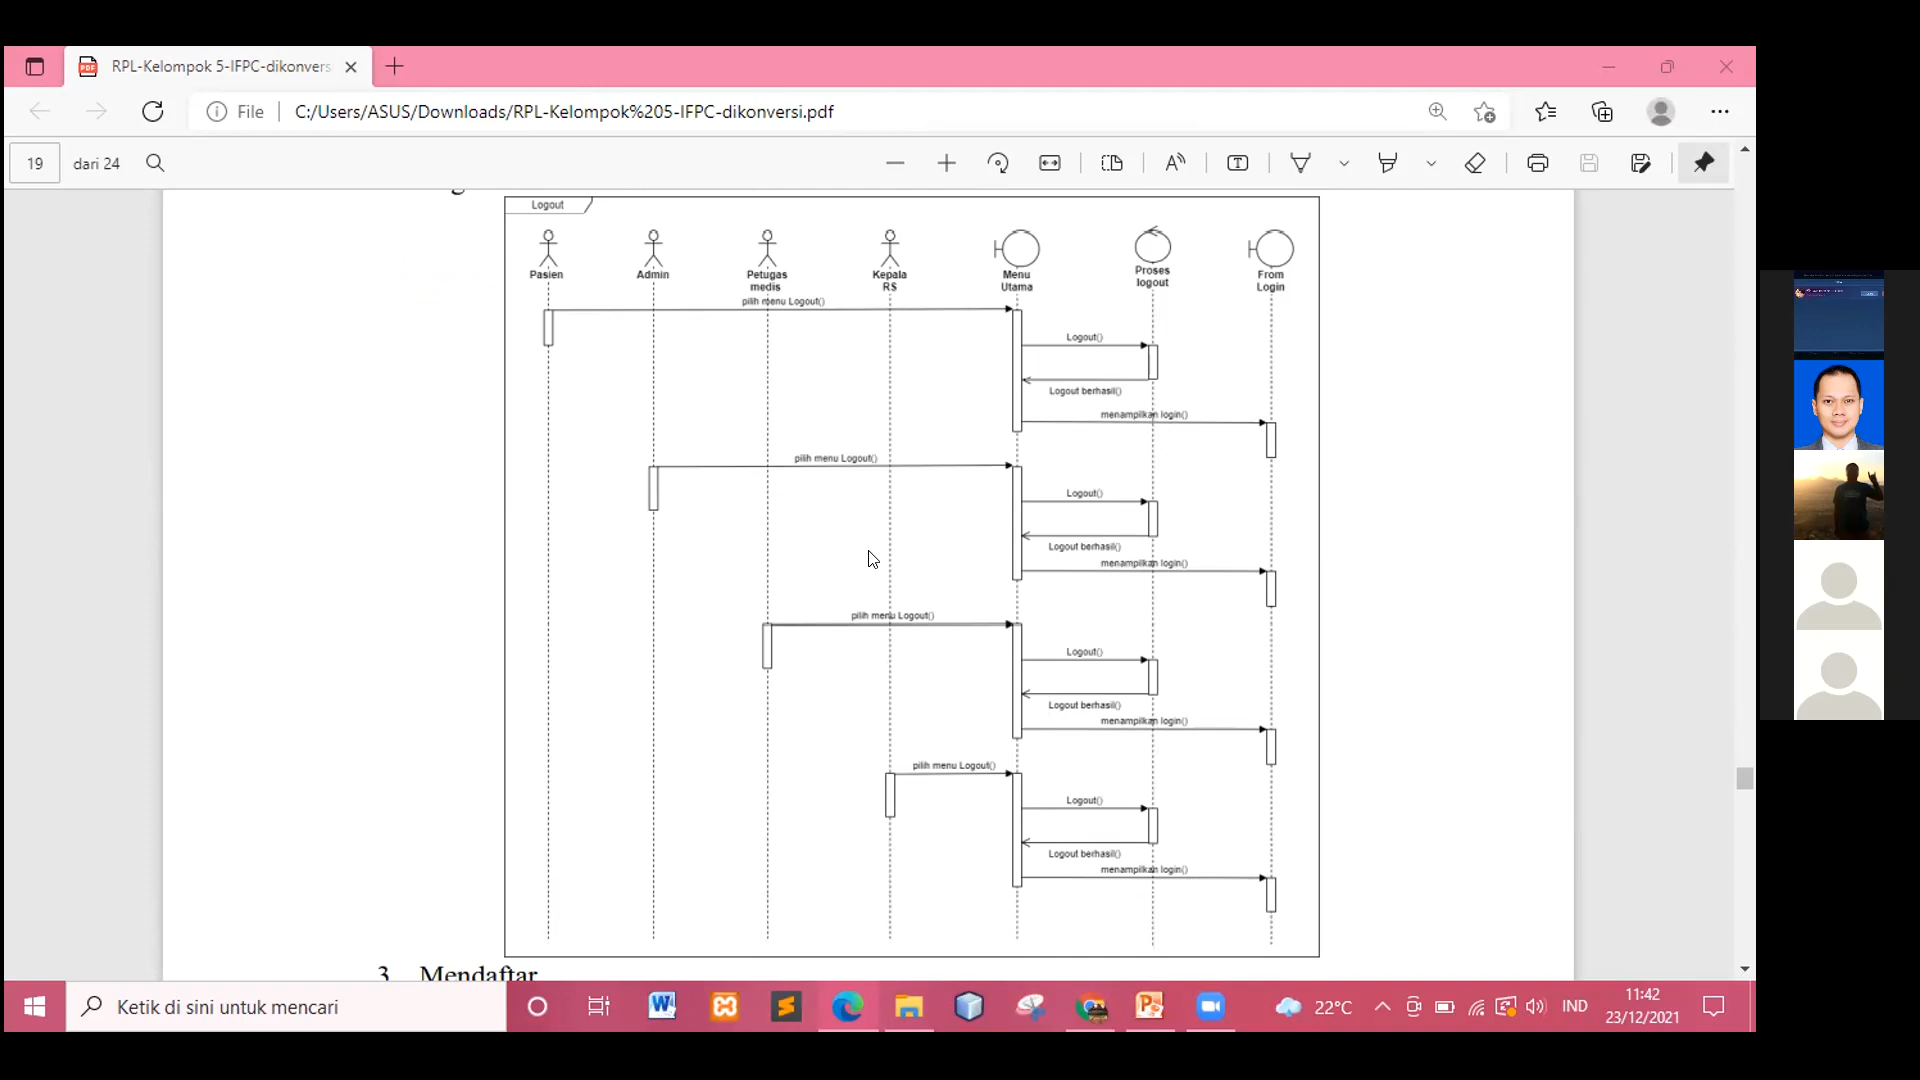 RPL-Kelompok 5-IFPC-dikonvers
File
C:/Users/ASUS/Downloads/RPL-Kelompok%205-IFPC-dikonversi.pdf
19 dari 24
Logout
Pasien Admin Petugas medis Kepala RS Menu Utama Proses logout From Login
pilih menu Logout()
Logout()
Logout berhasil()
menampilkan login()
pilih menu Logout()
Logout()
Logout berhasil()
menampilkan login()
pilih menu Logout()
Logout()
Logout berhasil()
menampilkan login()
pilih menu Logout()
Logout()
Logout berhasil()
menampilkan login()
3. Mendaftar
Ketik di sini untuk mencari
22°C
IND
11:42
23/12/2021